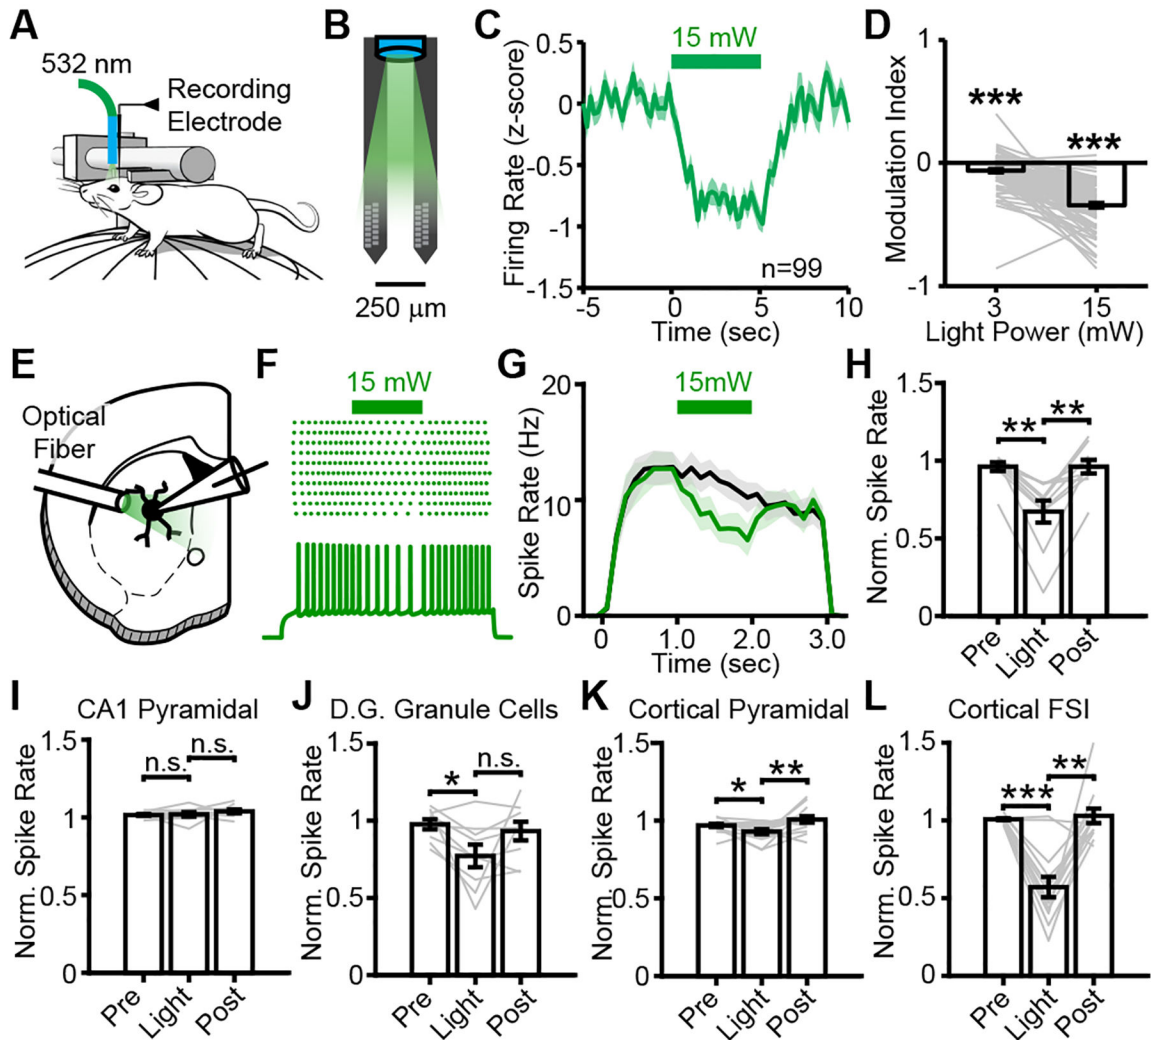 A
532 nm
Recording
Electrode
B
250 µm
C
15 mW
Firing Rate (z-score)
0.5
0
-0.5
-1
-1.5
n=99
-5
0
5
10
Time (sec)
D
Modulation Index
1
0
-1
***
***
3
15
Light Power (mW)
E
Optical
Fiber
F
15 mW
G
15mW
Spike Rate (Hz)
20
10
0
0
1.0
2.0
3.0
Time (sec)
H
Norm. Spike Rate
1.5
1
0.5
0
**
**
Pre
Light
Post
I
CA1 Pyramidal
Norm. Spike Rate
1.5
1
0.5
0
n.s.
n.s.
Pre
Light
Post
J
D.G. Granule Cells
Norm. Spike Rate
1.5
1
0.5
0
*
n.s.
Pre
Light
Post
K
Cortical Pyramidal
Norm. Spike Rate
1.5
1
0.5
0
*
**
Pre
Light
Post
L
Cortical FSI
Norm. Spike Rate
1.5
1
0.5
0
***
**
Pre
Light
Post